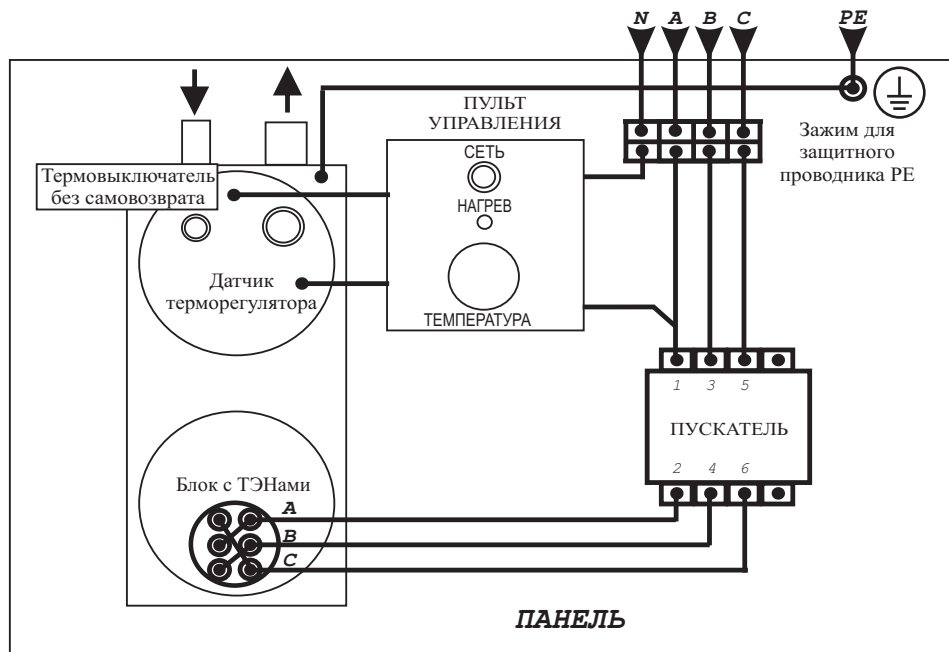 N A B C PE
ПУЛЬТ
УПРАВЛЕНИЯ
Зажим для
защитного
проводника PE
СЕТЬ
НАГРЕВ
ТЕМПЕРАТУРА
Термовыключатель
без самовозврата
Датчик
терморегулятора
1 3 5
ПУСКАТЕЛЬ
2 4 6
Блок с ТЭНами
A
B
C
ПАНЕЛЬ